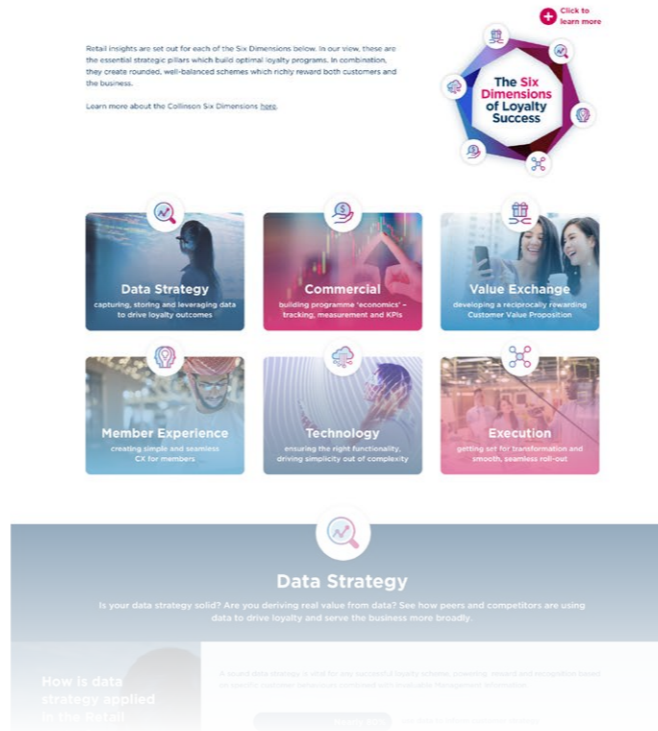 Click to
learn more
Retail insights are set out for each of the Six Dimensions below. In our view, these are
the essential strategic pillars which build optimal loyalty programs. In combination,
they create rounded, well-balanced schemes which richly reward both customers and
the business.
Learn more about the Collinson Six Dimensions here.
The Six
Dimensions
of Loyalty
Success
Data Strategy
capturing, storing and leveraging data
to drive loyalty outcomes
Commercial
building programme 'economics' –
tracking, measurement and KPIs
Value Exchange
developing a reciprocally rewarding
Customer Value Proposition
Member Experience
creating simple and seamless
CX for members
Technology
ensuring the right functionality,
driving simplicity out of complexity
Execution
getting set for transformation and
smooth, seamless roll-out
Data Strategy
Is your data strategy solid? Are you deriving real value from data? See how peers and competitors are using
data to drive loyalty and serve the business more broadly.
How is data
strategy applied
in the Retail